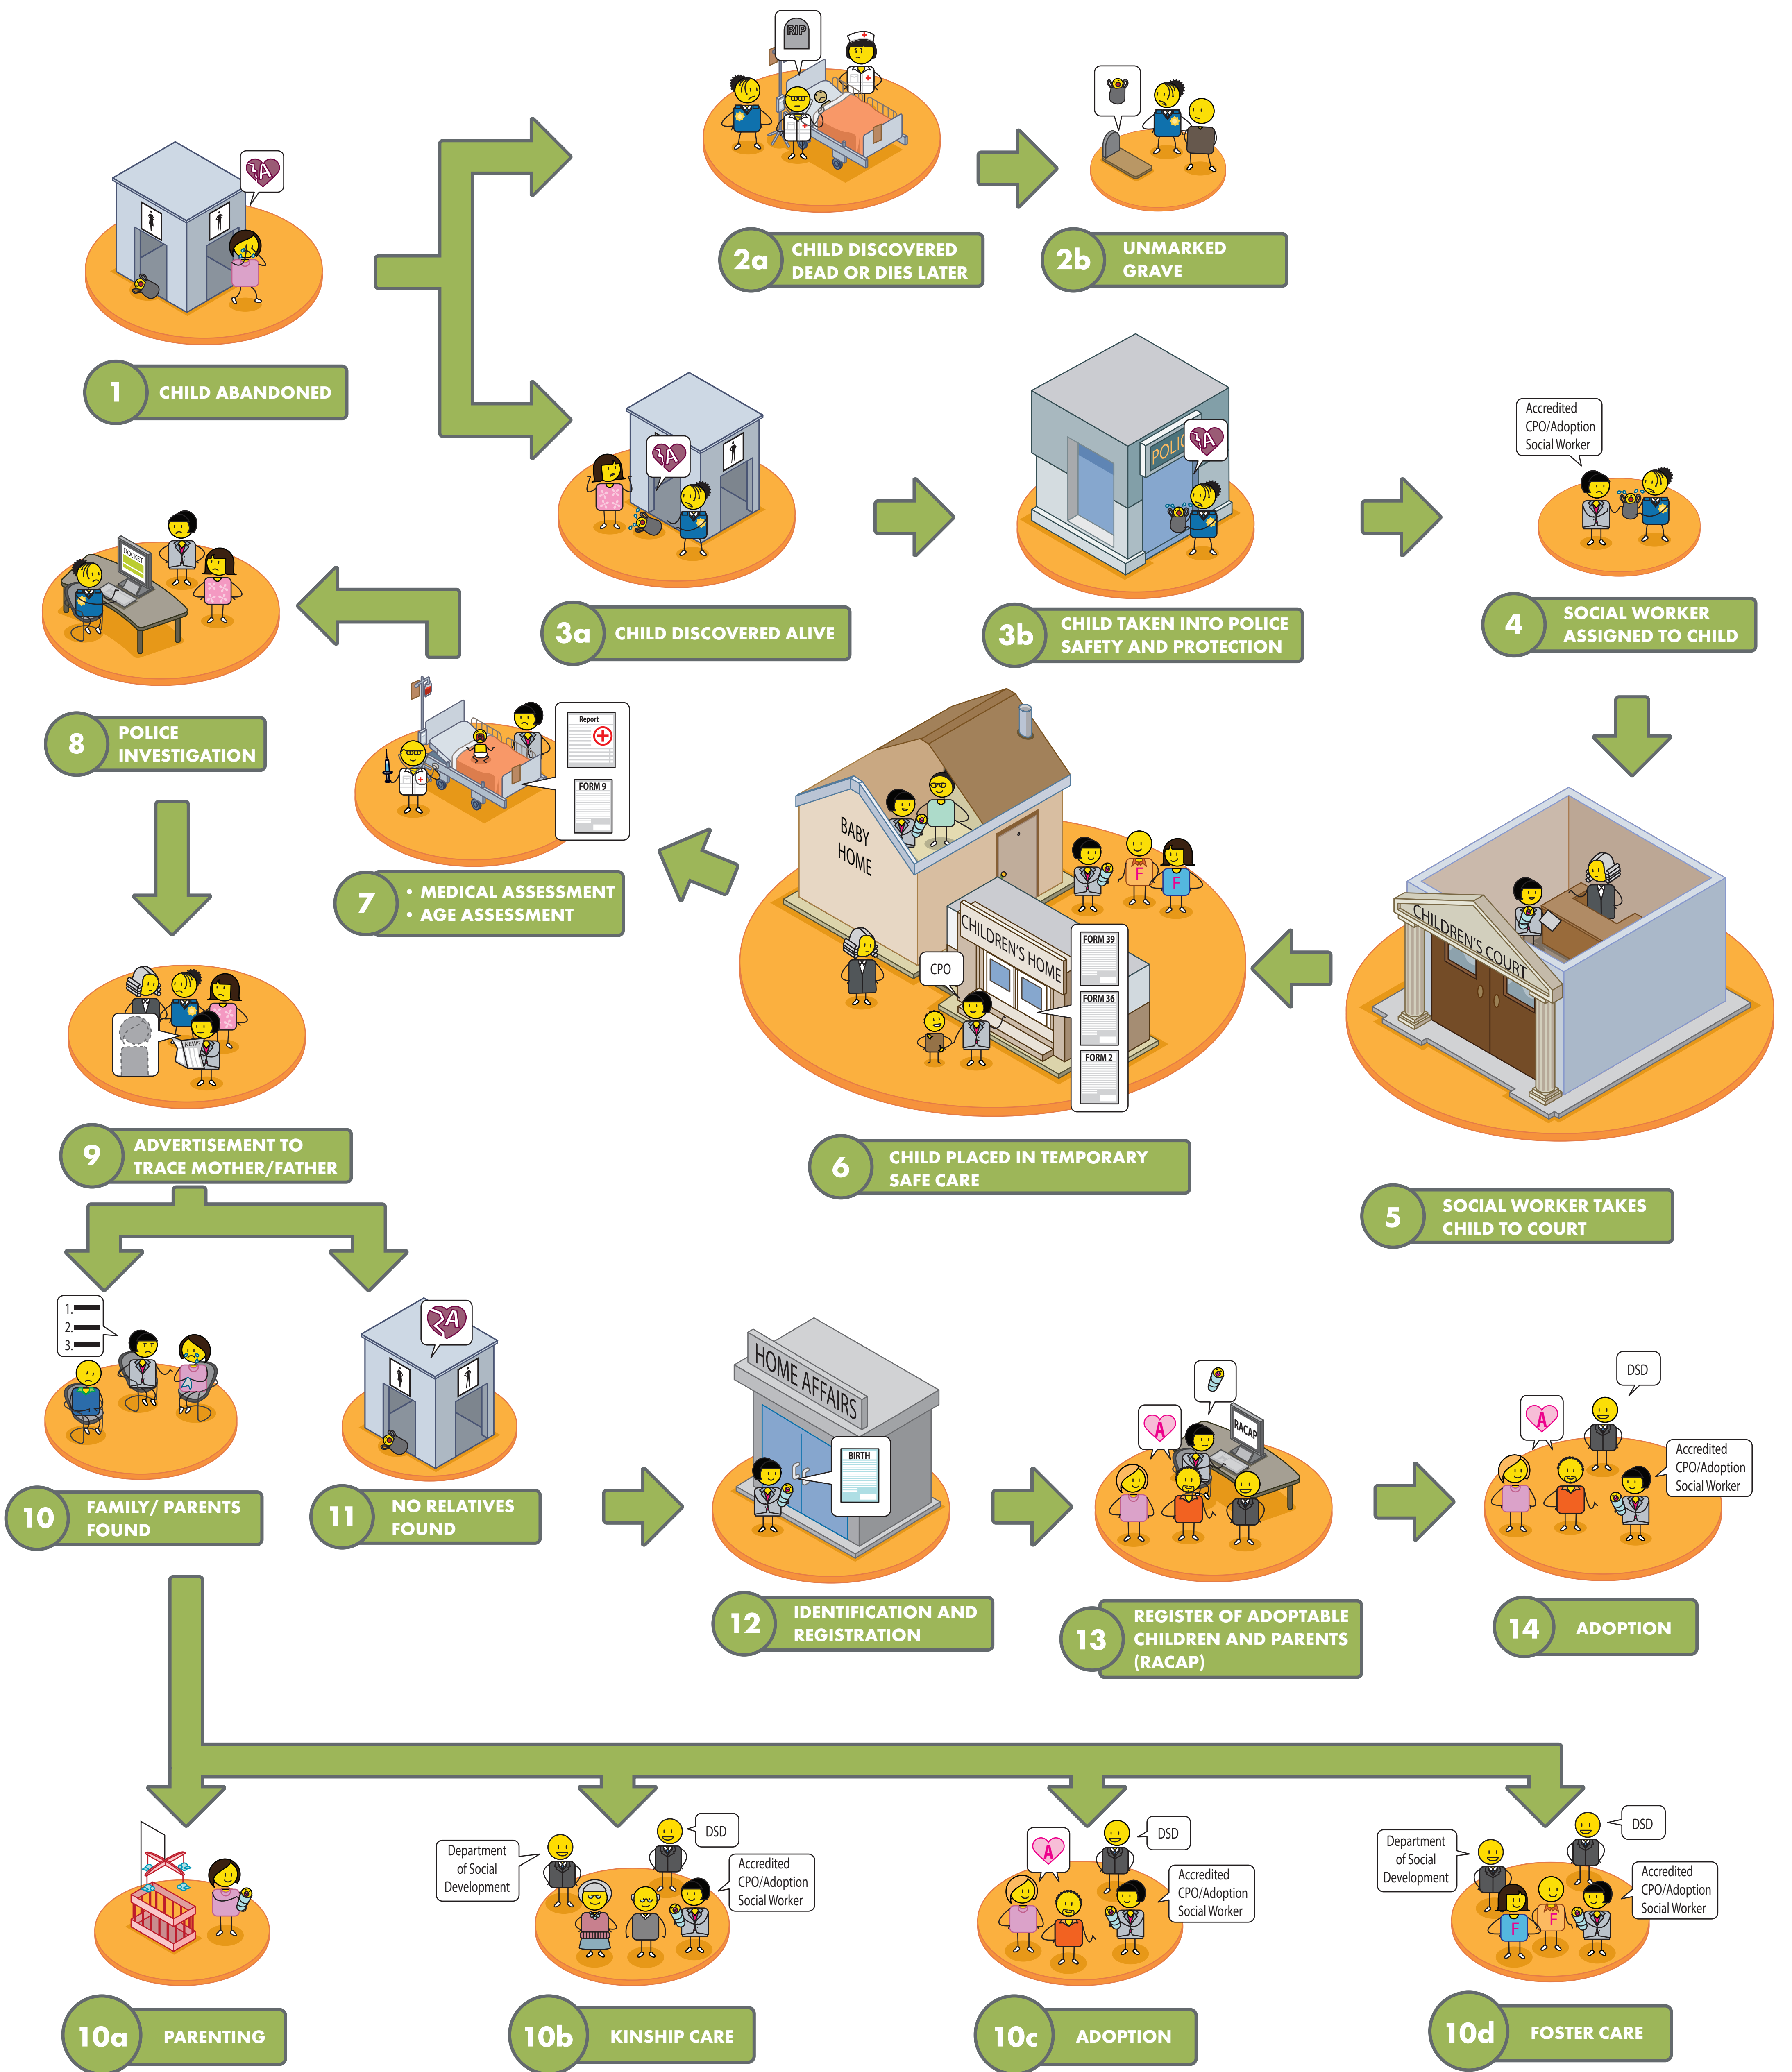 RIP
A
1
CHILD ABANDONED
2a
CHILD DISCOVERED
DEAD OR DIES LATER
2b
UNMARKED
GRAVE
A
3a
CHILD DISCOVERED ALIVE
POLIC
A
3b
CHILD TAKEN INTO POLICE
SAFETY AND PROTECTION
Accredited
CPO/Adoption
Social Worker
4
SOCIAL WORKER
ASSIGNED TO CHILD
CHILDREN'S COURT
5
SOCIAL WORKER TAKES
CHILD TO COURT
BABY
HOME
F
F
CHILDREN'S HOME
CPO
FORM 39
FORM 36
FORM 2
6
CHILD PLACED IN TEMPORARY
SAFE CARE
Report
FORM 9
7
• MEDICAL ASSESSMENT
• AGE ASSESSMENT
DOCKET
8
POLICE
INVESTIGATION
NEWS
9
ADVERTISEMENT TO
TRACE MOTHER/FATHER
1.
2.
3.
10
FAMILY/ PARENTS
FOUND
A
11
NO RELATIVES
FOUND
HOME AFFAIRS
BIRTH
12
IDENTIFICATION AND
REGISTRATION
A
RACAP
13
REGISTER OF ADOPTABLE
CHILDREN AND PARENTS
(RACAP)
DSD
A
Accredited
CPO/Adoption
Social Worker
14
ADOPTION
10a
PARENTING
Department
of Social
Development
DSD
Accredited
CPO/Adoption
Social Worker
10b
KINSHIP CARE
A
DSD
Accredited
CPO/Adoption
Social Worker
10c
ADOPTION
Department
of Social
Development
DSD
Accredited
CPO/Adoption
Social Worker
F
F
10d
FOSTER CARE